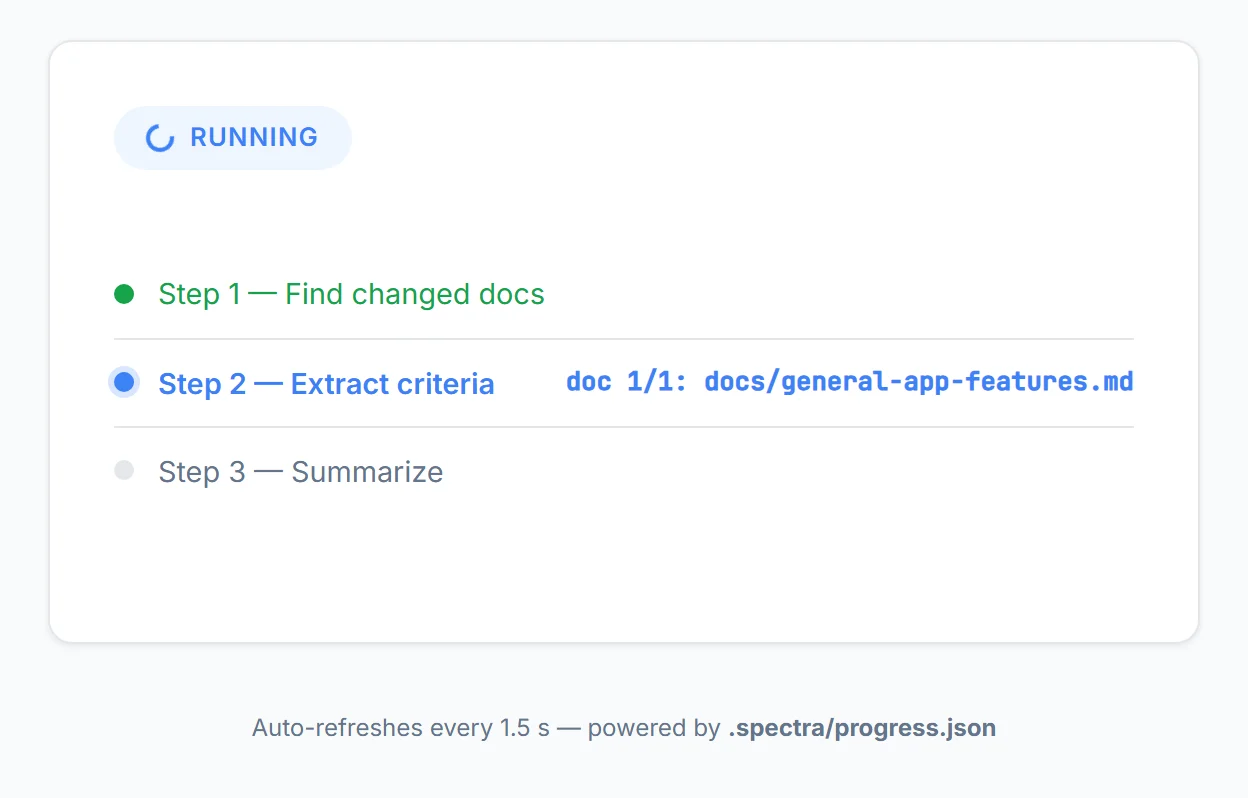 RUNNING
Step 1 — Find changed docs
Step 2 — Extract criteria doc 1/1: docs/general-app-features.md
Step 3 — Summarize
Auto-refreshes every 1.5 s — powered by .spectra/progress.json